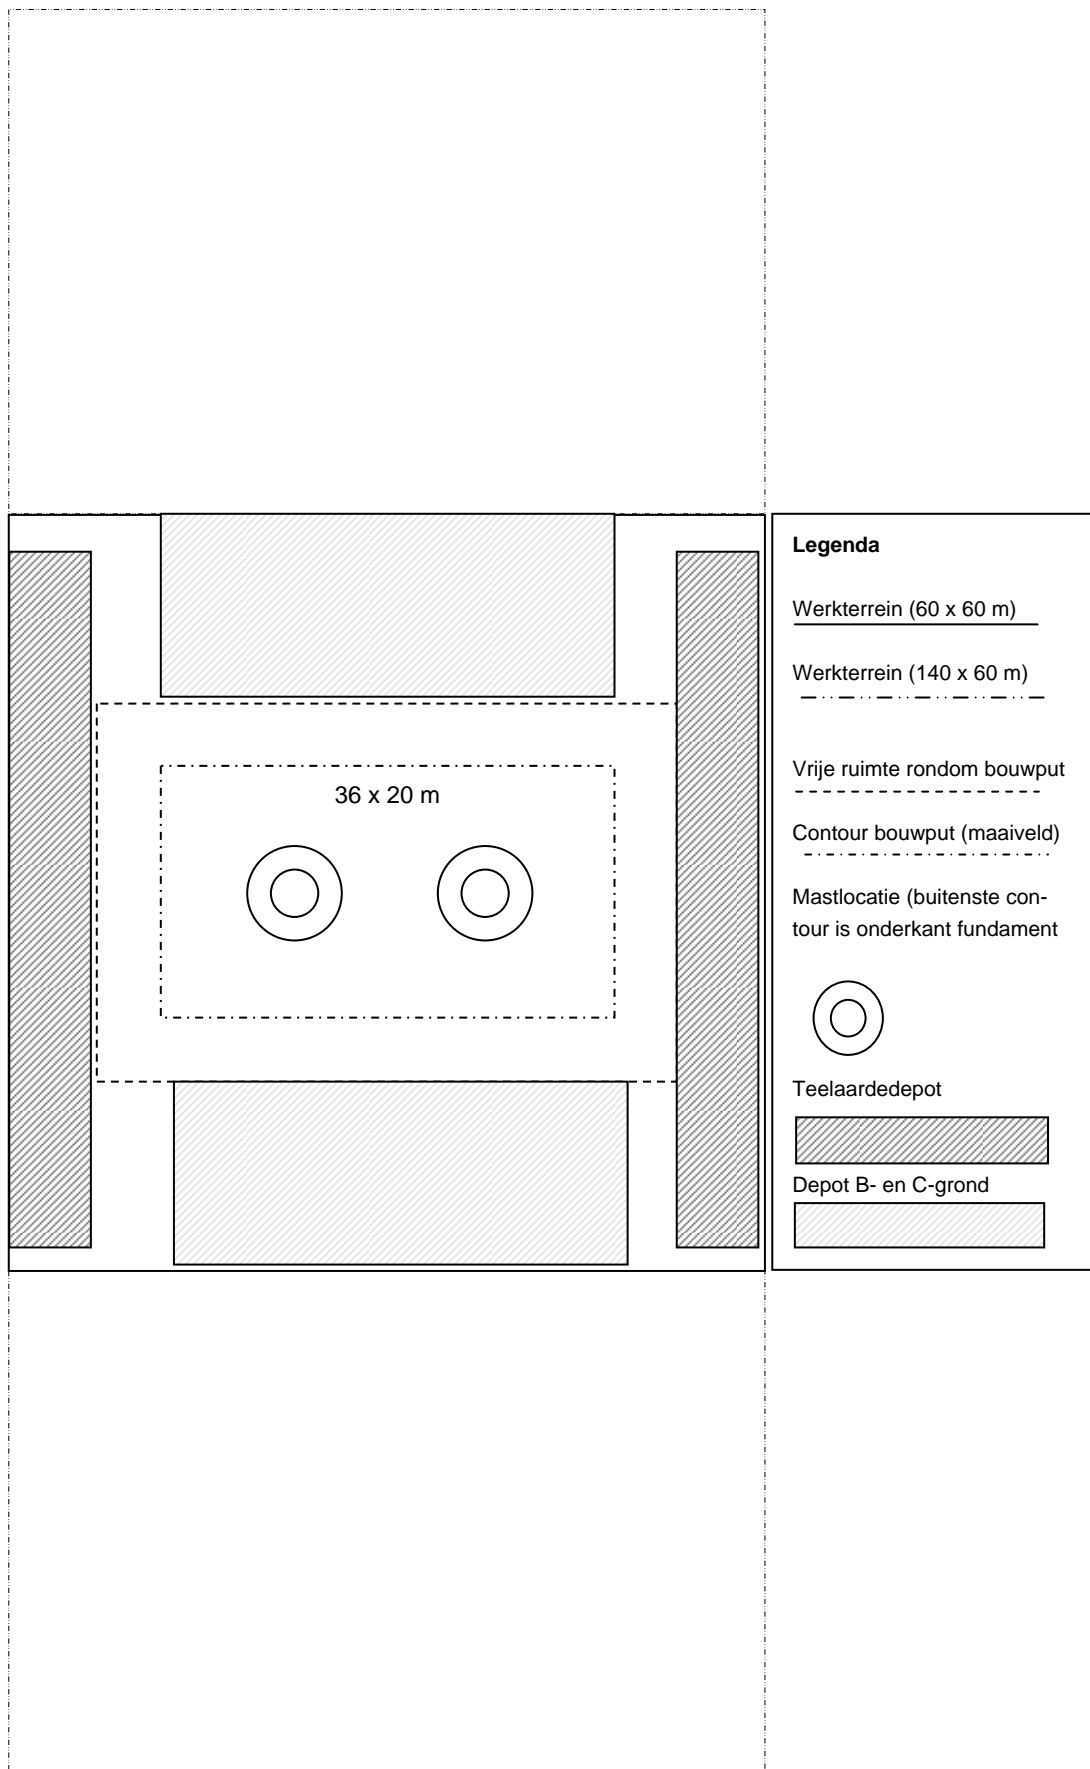 36 x 20 m
Legenda
Werkterrein (60 x 60 m)
Werkterrein (140 x 60 m)
Vrije ruimte rondom bouwput
Contour bouwput (maaiveld)
Mastlocatie (buitenste con-
tour is onderkant fundament
Teelaardedepot
Depot B- en C-grond